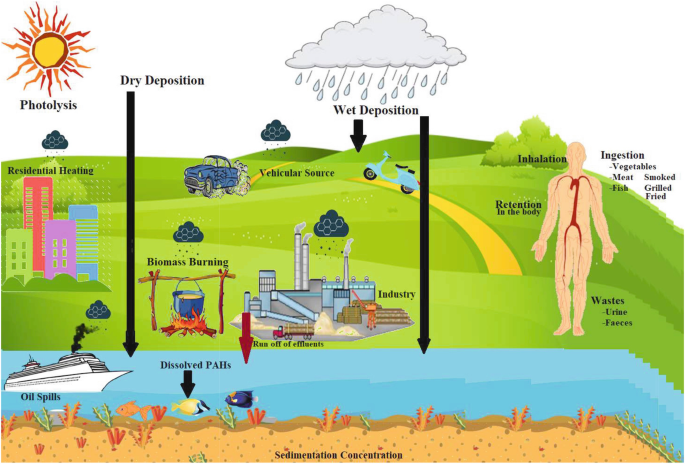 Photolysis
Dry Deposition
Wet Deposition
Residential Heating
Vehicular Source
Inhalation
Ingestion
-Vegetables
-Meat Smoked
-Fish Grilled
Fried
Retention
In the body
Biomass Burning
Industry
Wastes
-Urine
-Faeces
Run off of effluents
Dissolved PAHs
Oil Spills
Sedimentation Concentration